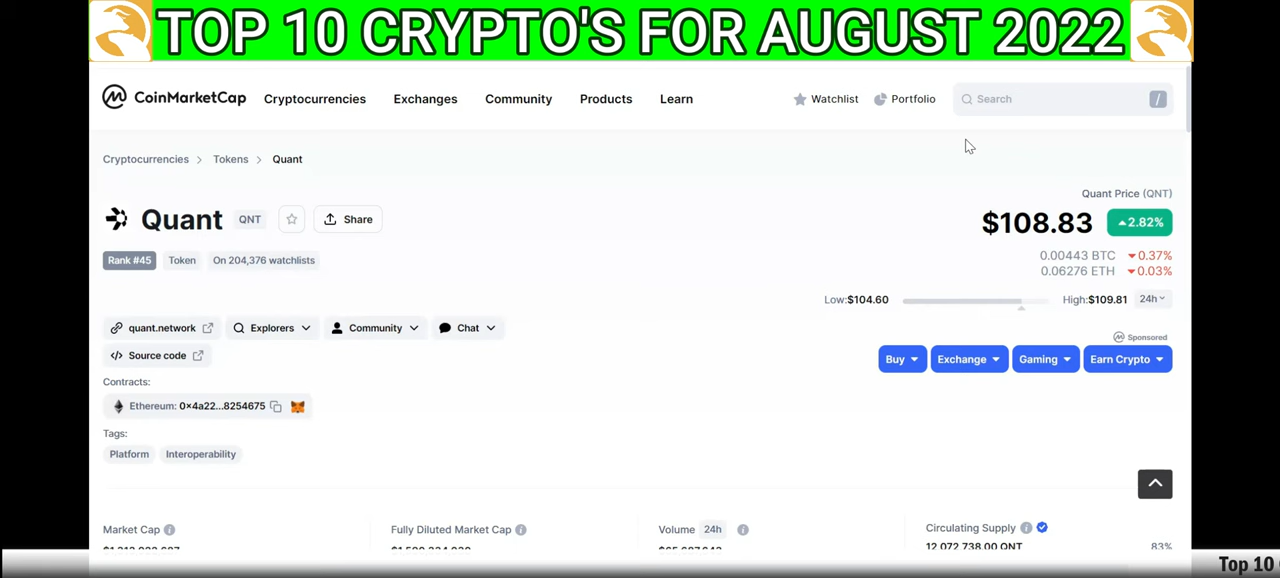 TOP 10 CRYPTO'S FOR AUGUST 2022
CoinMarketCap Cryptocurrencies Exchanges Community Products Learn Watchlist Portfolio Search /
Cryptocurrencies > Tokens > Quant
Quant Price (QNT)
Quant QNT Share $108.83 2.82%
0.00443 BTC 0.37%
Rank #45 Token On 204,376 watchlists
0.06276 ETH 0.03%
Low:$104.60 High:$109.81 24h
quant.network Explorers Community Chat
Sponsored
Source code Buy Exchange Gaming Earn Crypto
Contracts:
Ethereum: 0x4a22...8254675
Tags:
Platform Interoperability
Market Cap Fully Diluted Market Cap Volume 24h Circulating Supply
12,072,738.00 QNT 83%
Top 10